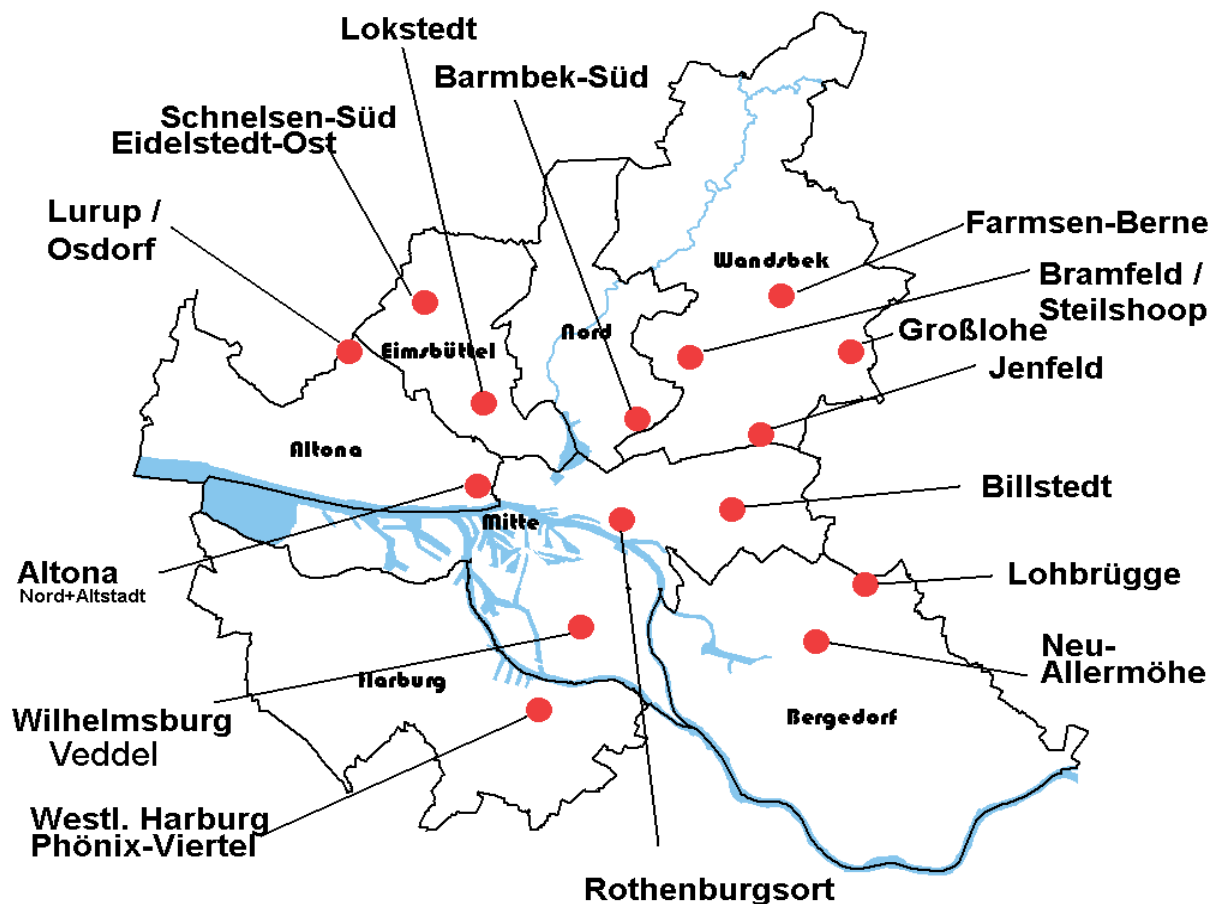 Lokstedt
Barmbek-Süd
Schnelsen-Süd
Eidelstedt-Ost
Lurup /
Osdorf
Farmsen-Berne
Wandsbek
Bramfeld /
Steilshoop
Großlohe
Nord
Eimsbüttel
Jenfeld
Altona
Billstedt
Mitte
Altona
Nord+Altstadt
Lohbrügge
Neu-
Allermöhe
Harburg
Wilhelmsburg
Veddel
Bergedorf
Westl. Harburg
Phönix-Viertel
Rothenburgsort